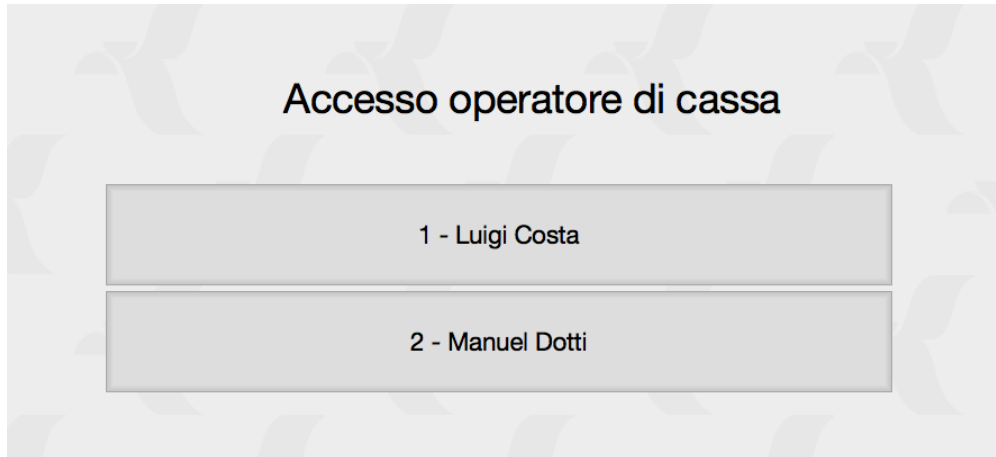 Accesso operatore di cassa
1 - Luigi Costa
2 - Manuel Dotti